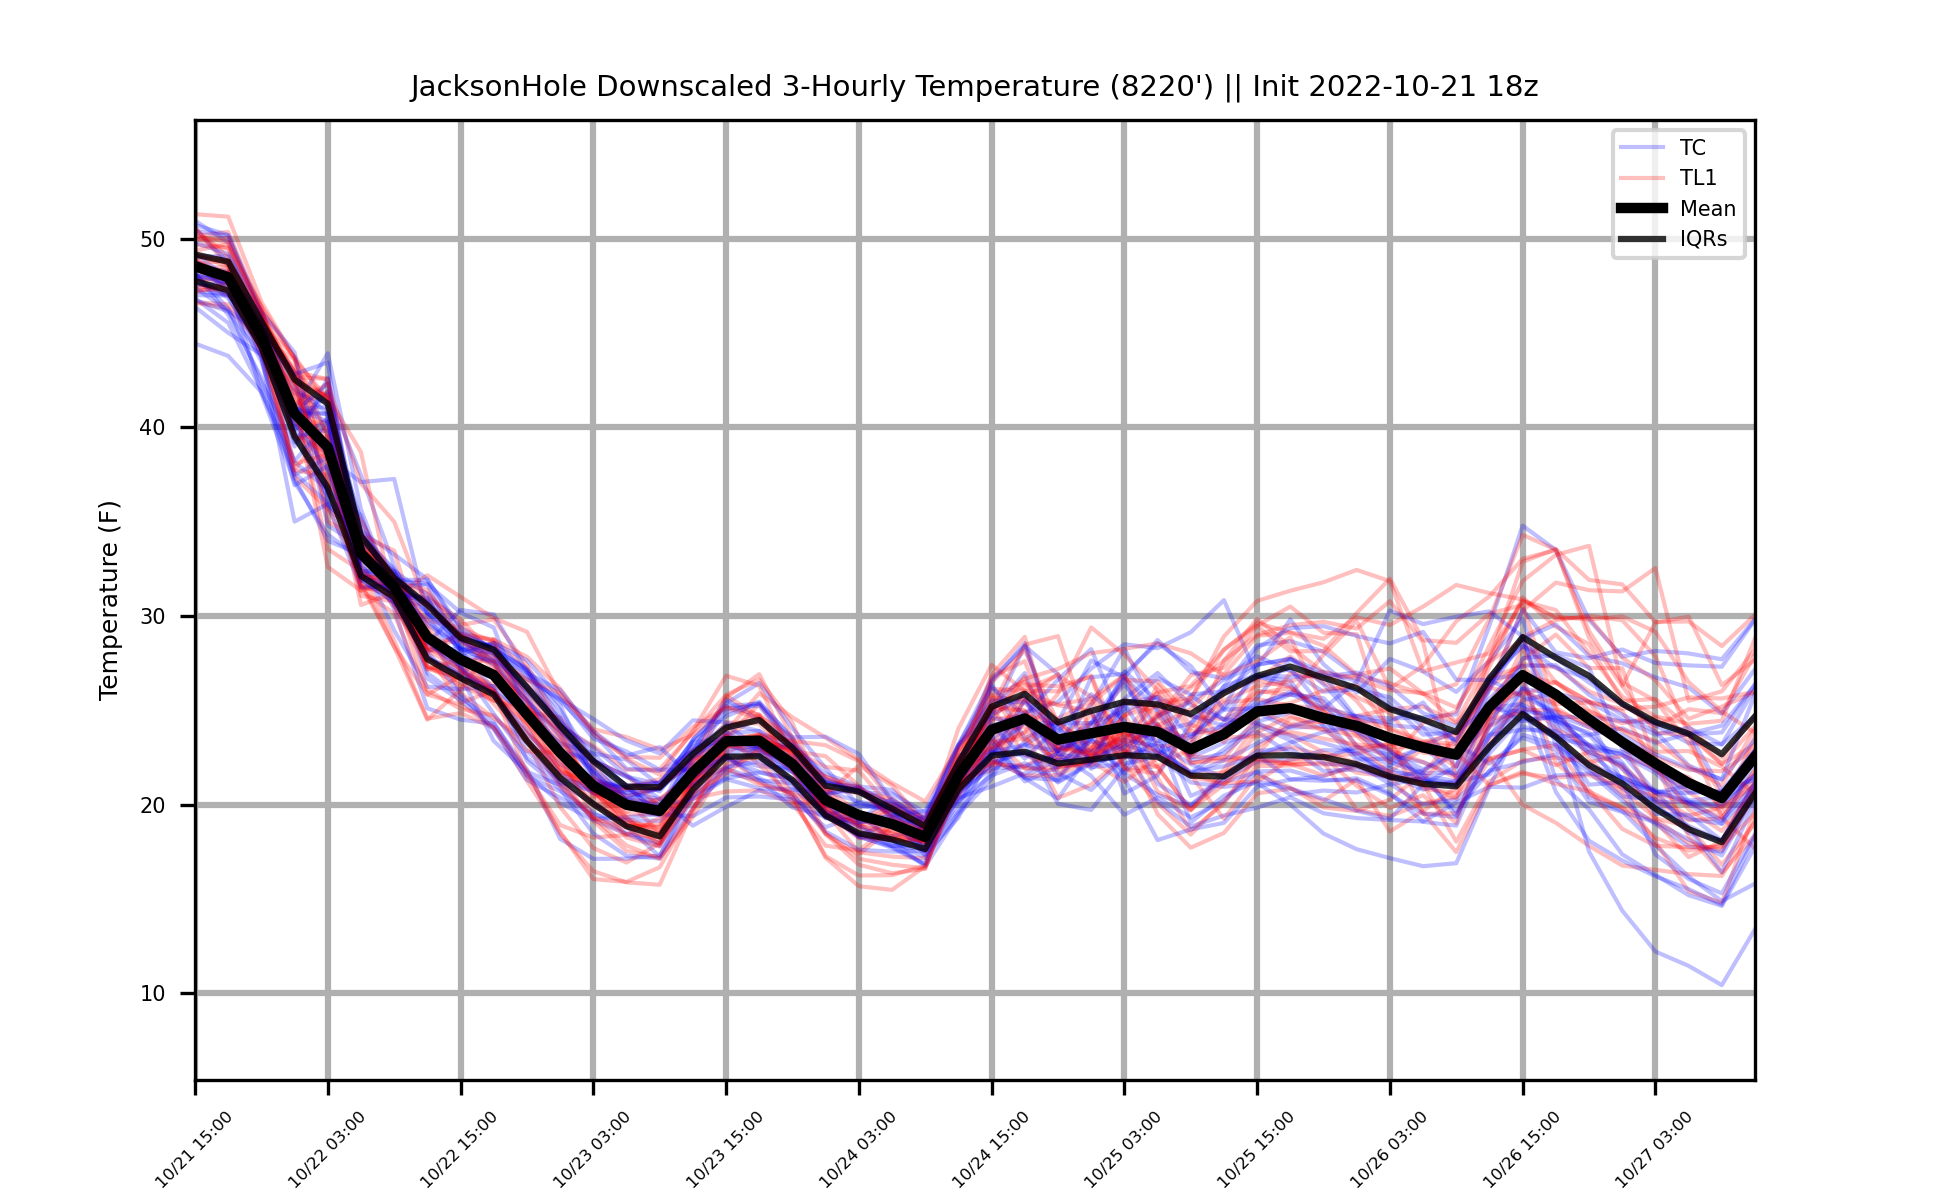 JacksonHole Downscaled 3-Hourly Temperature (8220') || Init 2022-10-21 18z
TC
TL1
Mean
IQRs
Temperature (F)
50
40
30
20
10
10/21 15:00
10/22 03:00
10/22 15:00
10/23 03:00
10/23 15:00
10/24 03:00
10/24 15:00
10/25 03:00
10/25 15:00
10/26 03:00
10/26 15:00
10/27 03:00